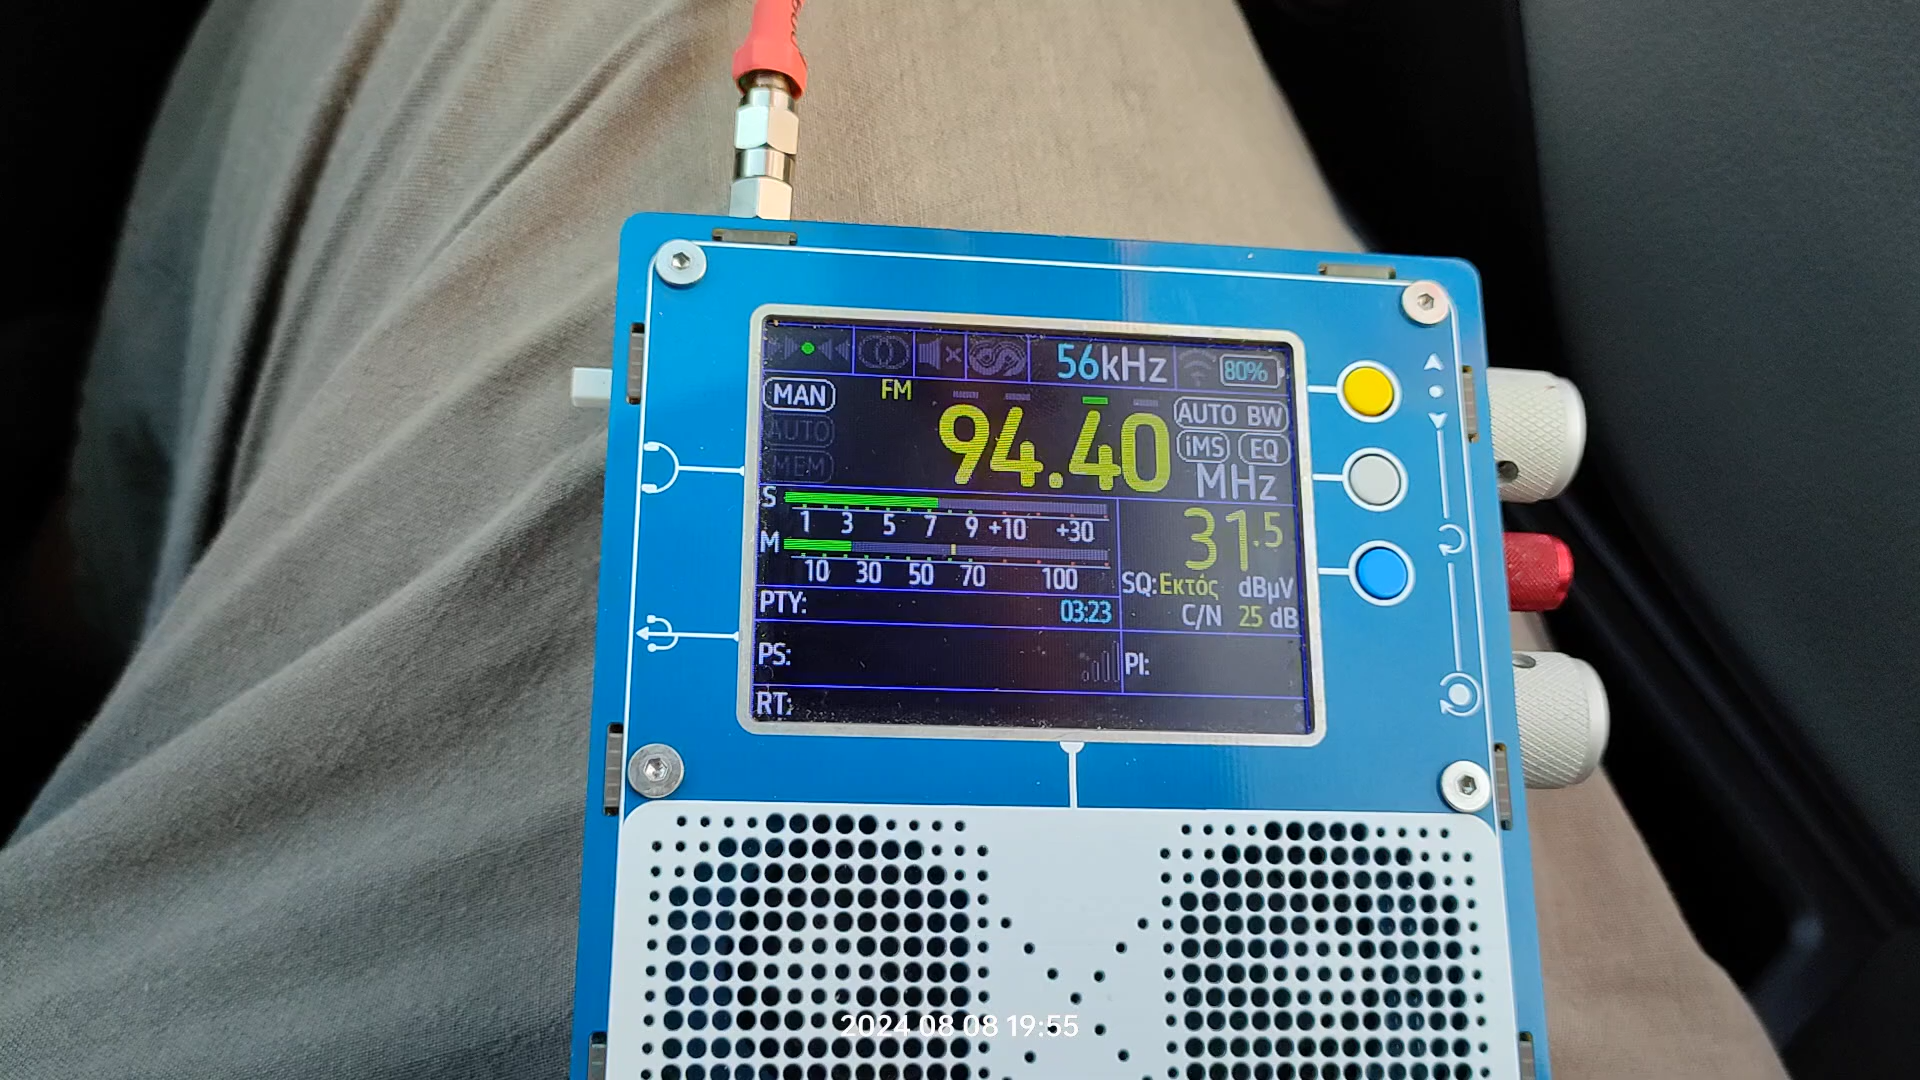 56kHz 80%
MAN FM AUTO BW
AUTO 94.40 iMS EQ
MEM MHz
S
1 3 5 7 9 +10 +30 31.5
M
10 30 50 70 100 SQ:Εκτός dBµV
PTY: 03:23 C/N 25 dB
PS: PI:
RT:
2024 08 08 19:55